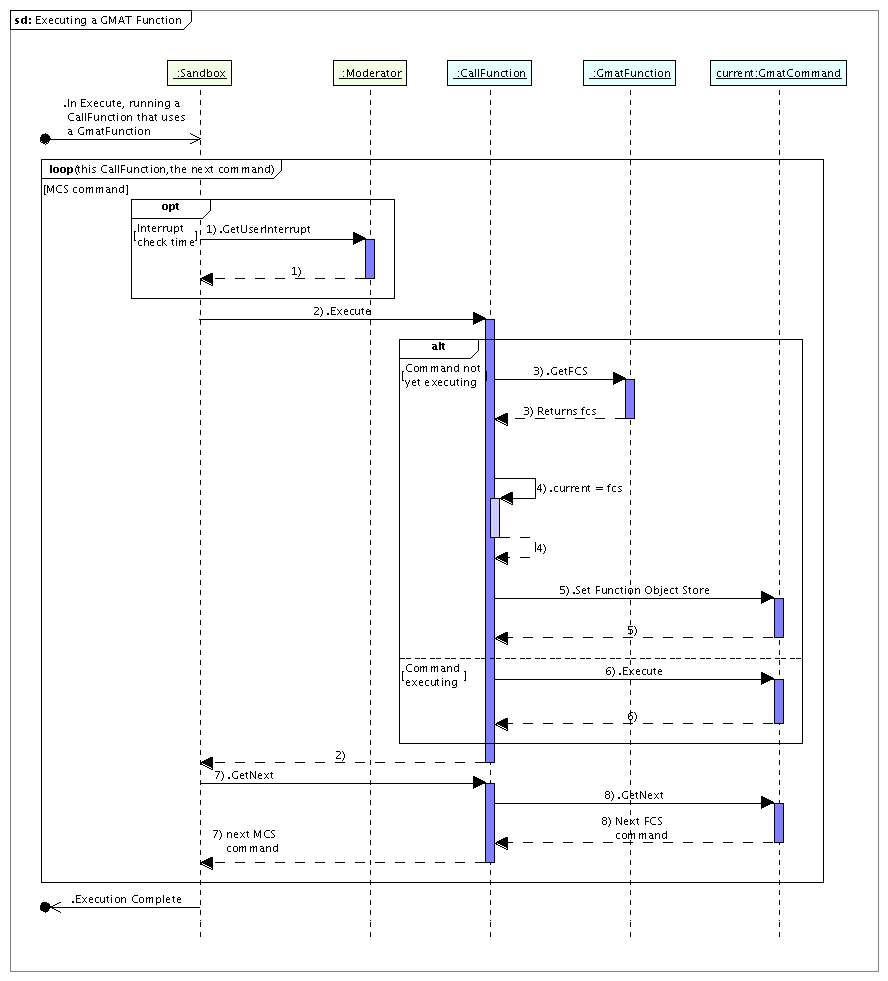 sd: Executing a GMAT Function
:Sandbox
:Moderator
:CallFunction
:GmatFunction
current:GmatCommand
.In Execute, running a
CallFunction that uses
a GmatFunction
loop(this CallFunction,the next command)
[MCS command]
opt
[Interrupt
check time]
1) .GetUserInterrupt
1)
2) .Execute
alt
[Command not
yet executing]
3) .GetFCS
3) Returns fcs
4) .current = fcs
4)
5) .Set Function Object Store
5)
[Command
executing]
6) .Execute
6)
2)
7) .GetNext
8) .GetNext
8) Next FCS
command
7) next MCS
command
.Execution Complete